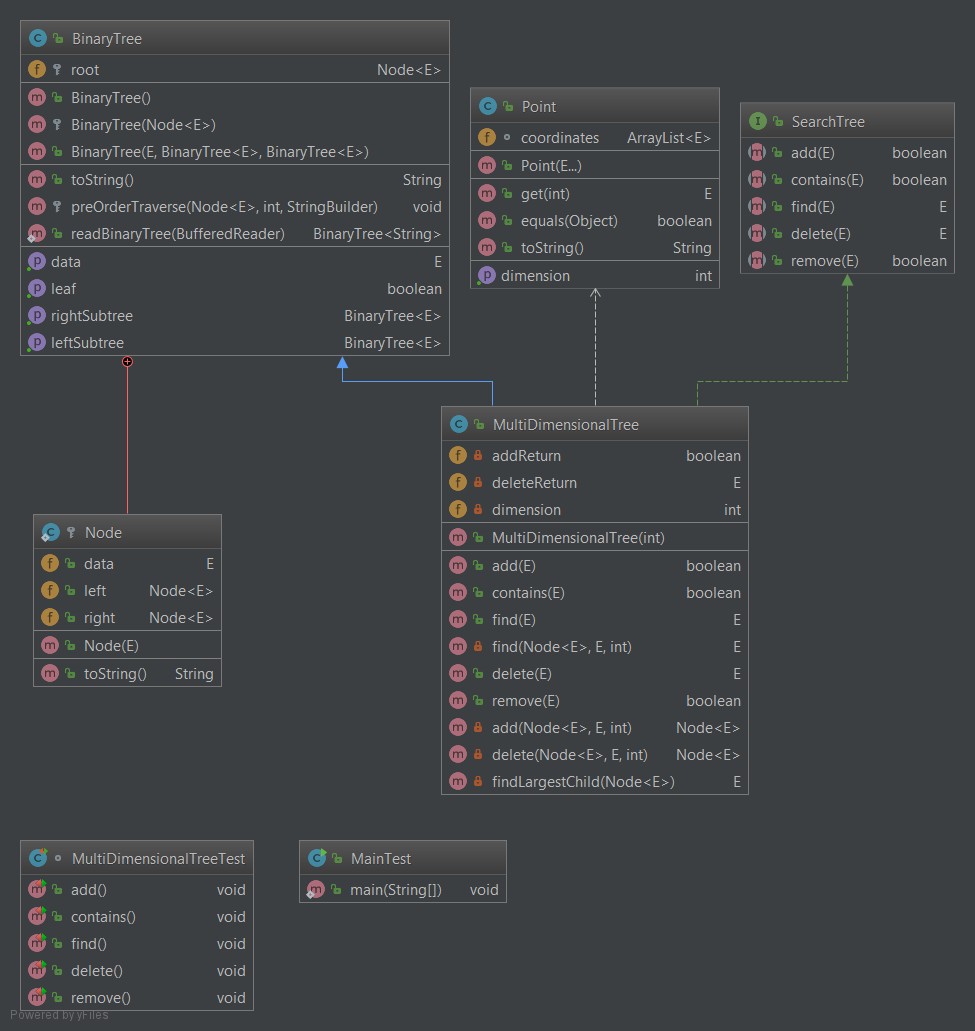 BinaryTree
root Node<E>
BinaryTree()
BinaryTree(Node<E>)
BinaryTree(E, BinaryTree<E>, BinaryTree<E>)
toString() String
preOrderTraverse(Node<E>, int, StringBuilder) void
readBinaryTree(BufferedReader) BinaryTree<String>
data E
leaf boolean
rightSubtree BinaryTree<E>
leftSubtree BinaryTree<E>
Point
coordinates ArrayList<E>
Point(E...)
get(int) E
equals(Object) boolean
toString() String
dimension int
SearchTree
add(E) boolean
contains(E) boolean
find(E) E
delete(E) E
remove(E) boolean
Node
data E
left Node<E>
right Node<E>
Node(E)
toString() String
MultiDimensionalTree
addReturn boolean
deleteReturn E
dimension int
MultiDimensionalTree(int)
add(E) boolean
contains(E) boolean
find(E) E
find(Node<E>, E, int) E
delete(E) E
remove(E) boolean
add(Node<E>, E, int) Node<E>
delete(Node<E>, E, int) Node<E>
findLargestChild(Node<E>) E
MultiDimensionalTreeTest
add() void
contains() void
find() void
delete() void
remove() void
MainTest
main(String[]) void
Powered by yFiles